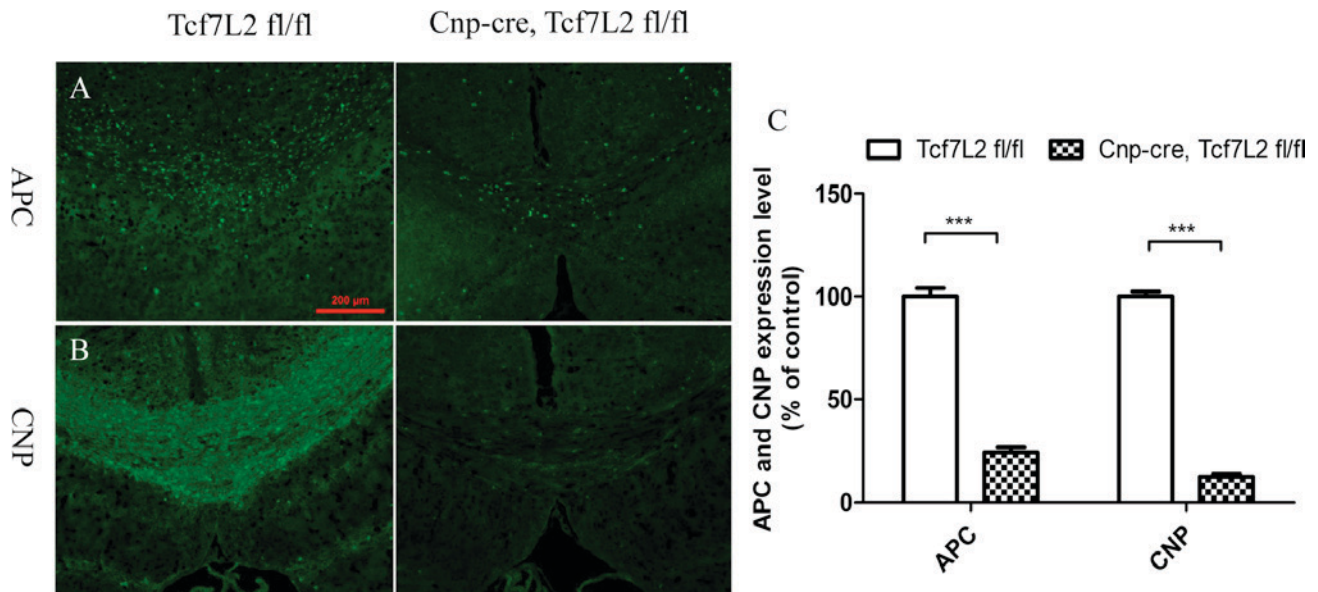 Tcf7L2 fl/fl
Cnp-cre, Tcf7L2 fl/fl
A
APC
200 µm
B
CNP
C
Tcf7L2 fl/fl
Cnp-cre, Tcf7L2 fl/fl
APC and CNP expression level
(% of control)
150
100
50
0
***
***
APC
CNP